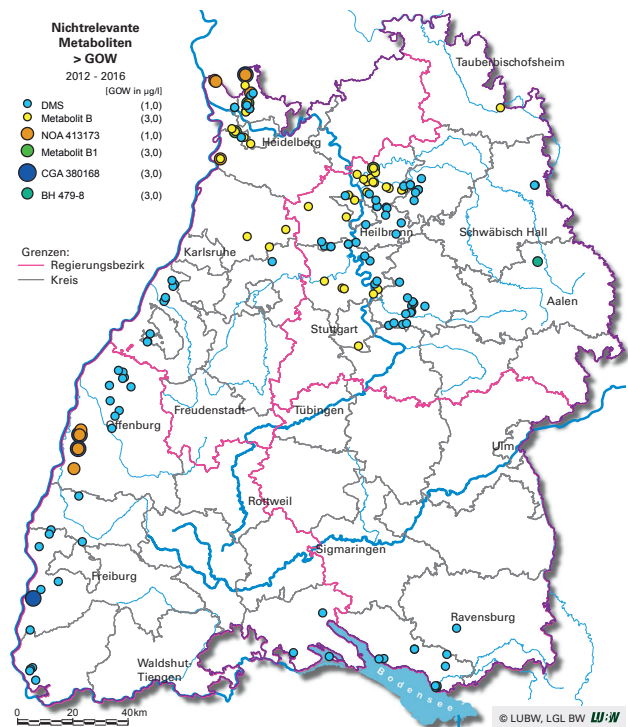 Nichtrelevante
Metaboliten
> GOW
2012 - 2016
[GOW in µg/l]
DMS (1,0)
Metabolit B (3,0)
NOA 413173 (1,0)
Metabolit B1 (3,0)
CGA 380168 (3,0)
BH 479-8 (3,0)
Grenzen:
Regierungsbezirk
Kreis
Tauberbischofsheim
Heidelberg
Heilbronn
Schwäbisch Hall
Karlsruhe
Aalen
Stuttgart
Freudenstadt
Tübingen
Offenburg
Ulm
Rottweil
Sigmaringen
Freiburg
Ravensburg
Waldshut-
Tiengen
Bodensee
0 20 40km
© LUBW, LGL BW LUBW